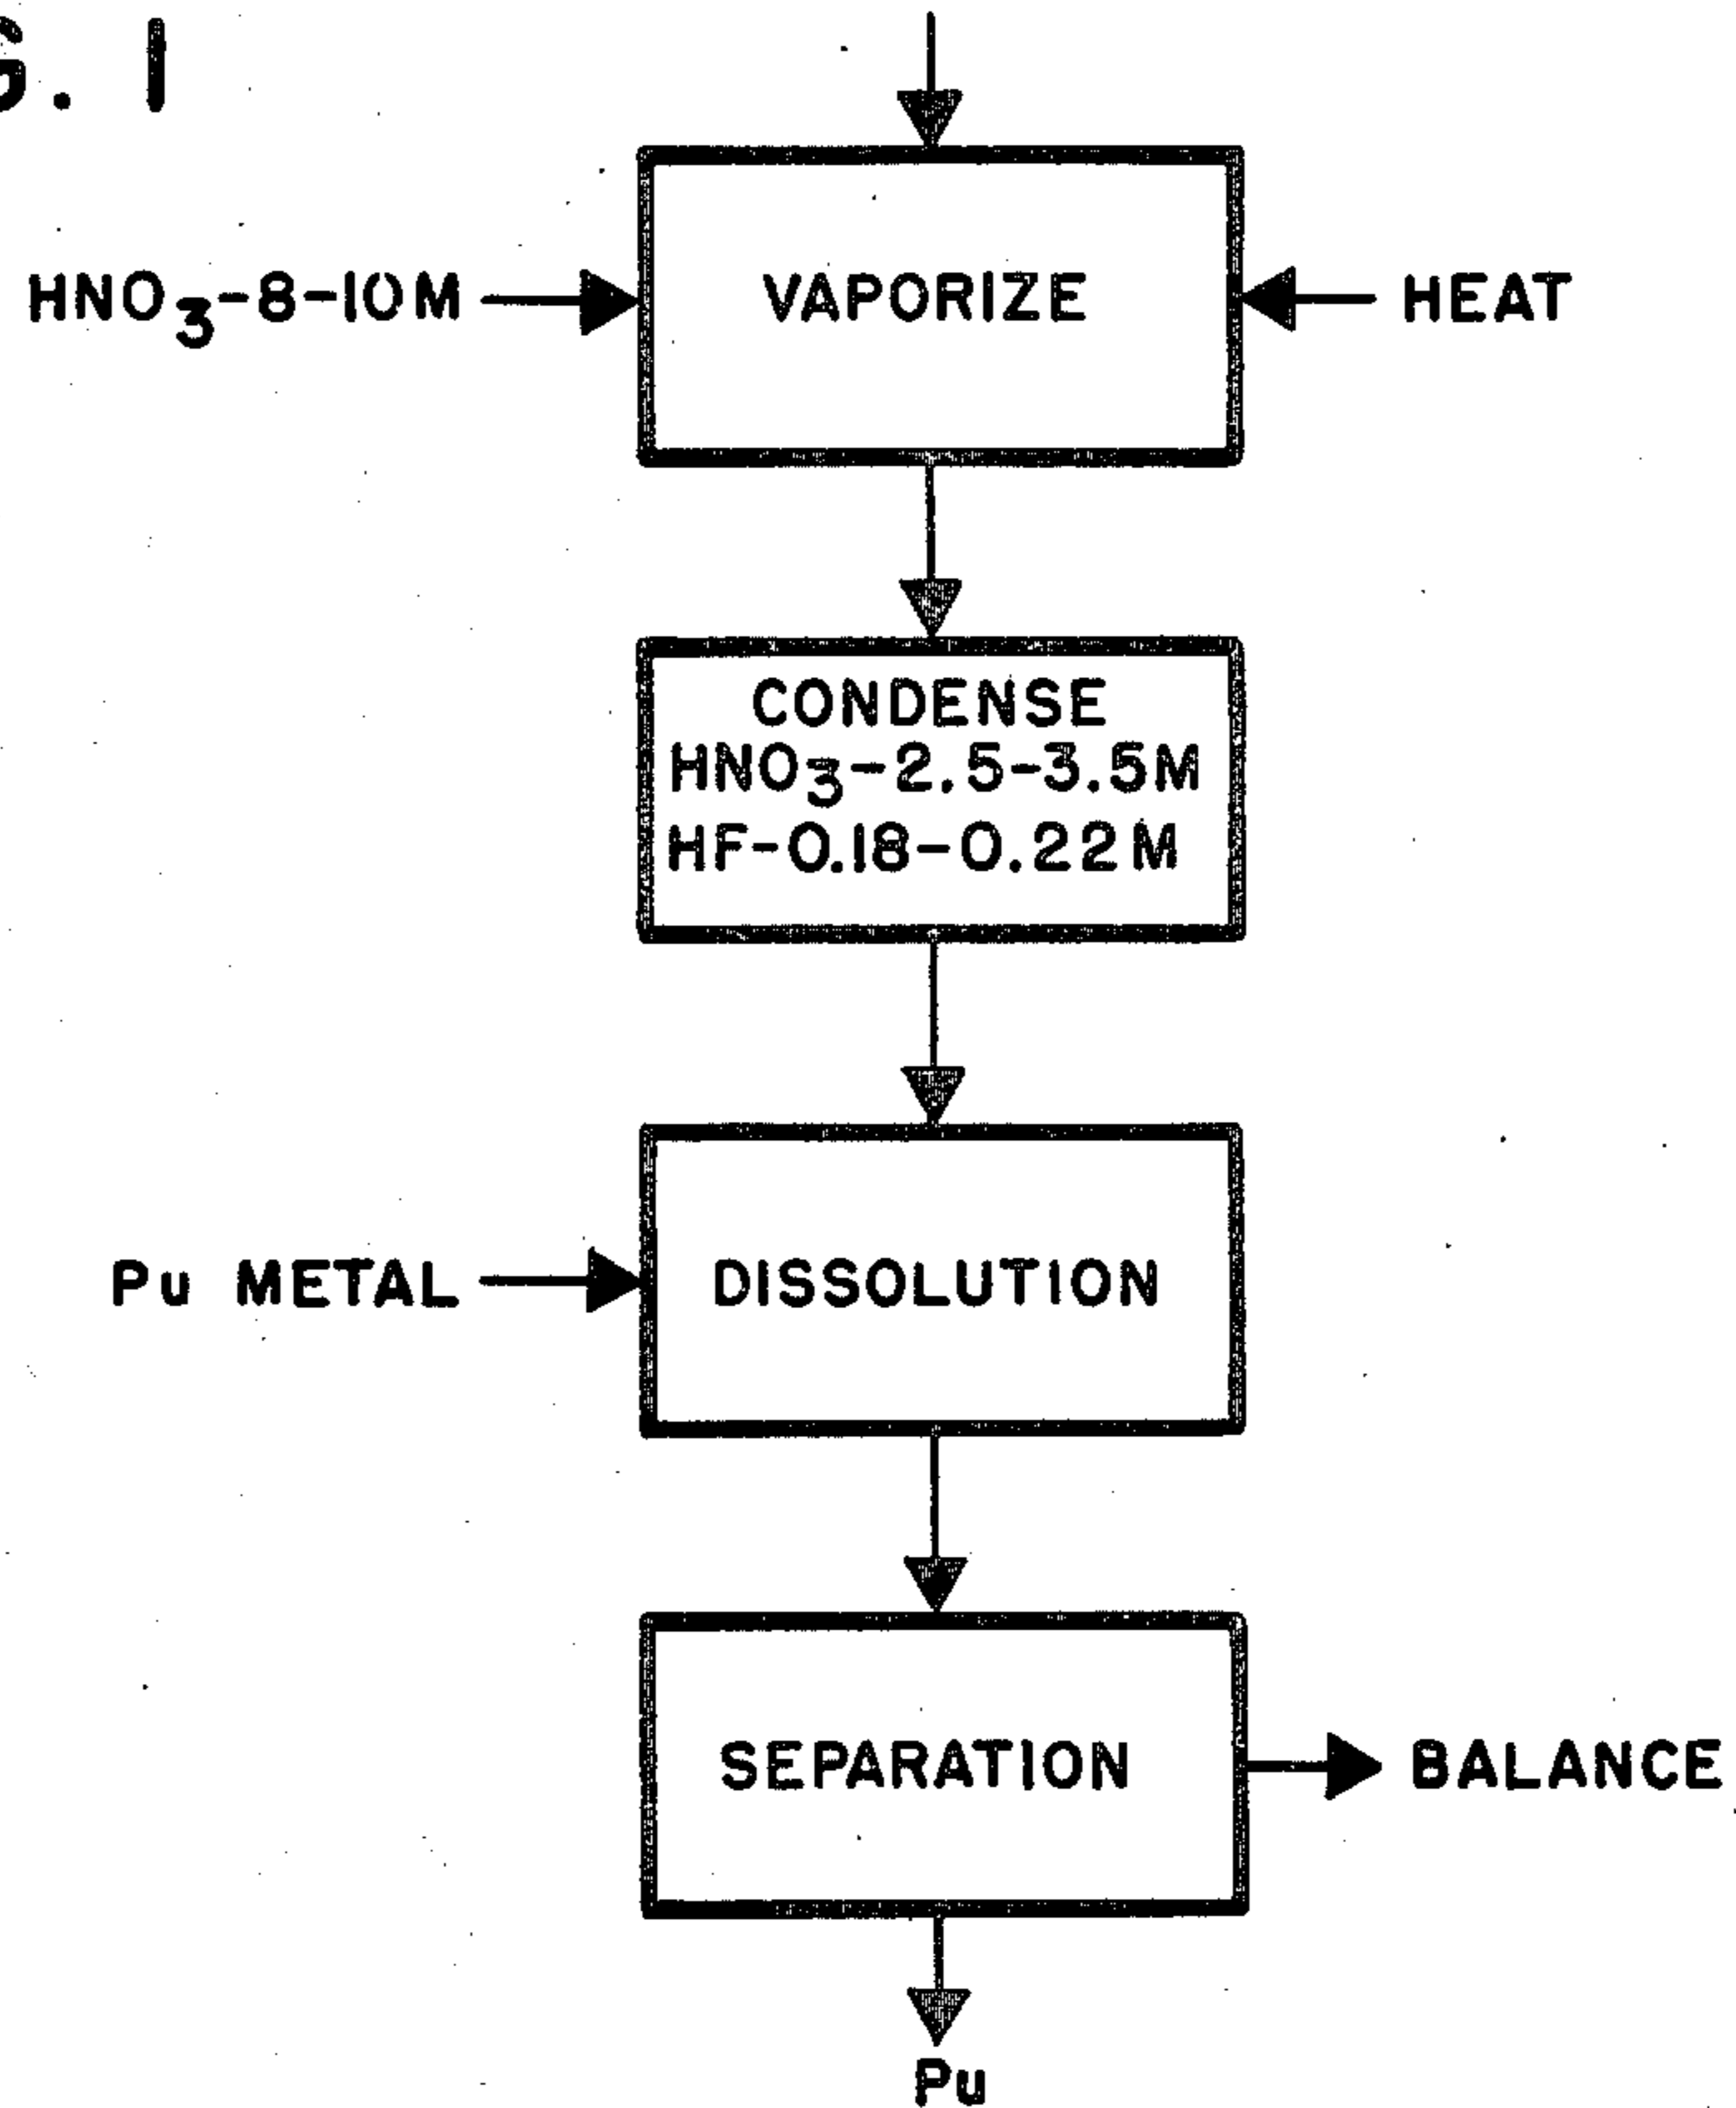 G. 1
HNO3-8-10M
VAPORIZE
HEAT
CONDENSE
HNO3-2.5-3.5M
HF-0.18-0.22M
Pu METAL
DISSOLUTION
SEPARATION
BALANCE
Pu